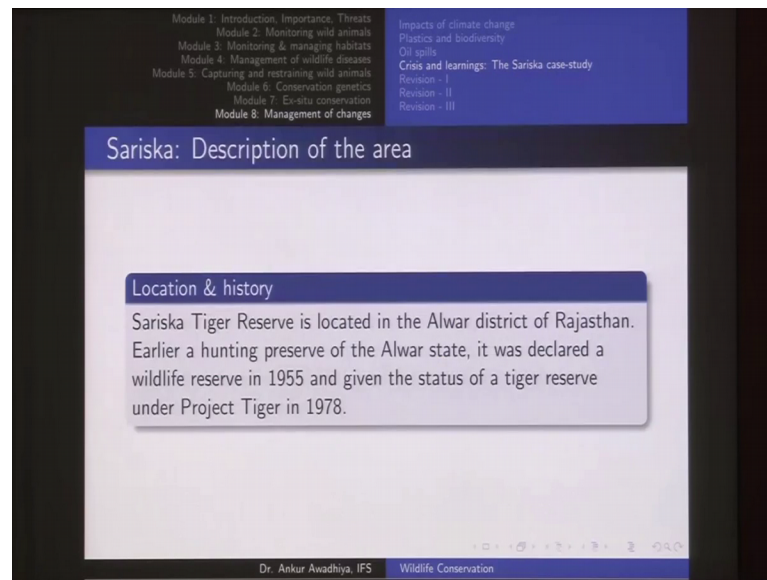 Module 1: Introduction, Importance, Threats
Module 2: Monitoring wild animals
Module 3: Monitoring & managing habitats
Module 4: Management of wildlife diseases
Module 5: Capturing and restraining wild animals
Module 6: Conservation genetics
Module 7: Ex-situ conservation
Module 8: Management of changes
Impacts of climate change
Plastics and biodiversity
Oil spills
Crisis and learnings: The Sariska case-study
Revision - I
Revision - II
Revision - III
Sariska: Description of the area
Location & history
Sariska Tiger Reserve is located in the Alwar district of Rajasthan.
Earlier a hunting preserve of the Alwar state, it was declared a
wildlife reserve in 1955 and given the status of a tiger reserve
under Project Tiger in 1978.
Dr. Ankur Awadhiya, IFS
Wildlife Conservation